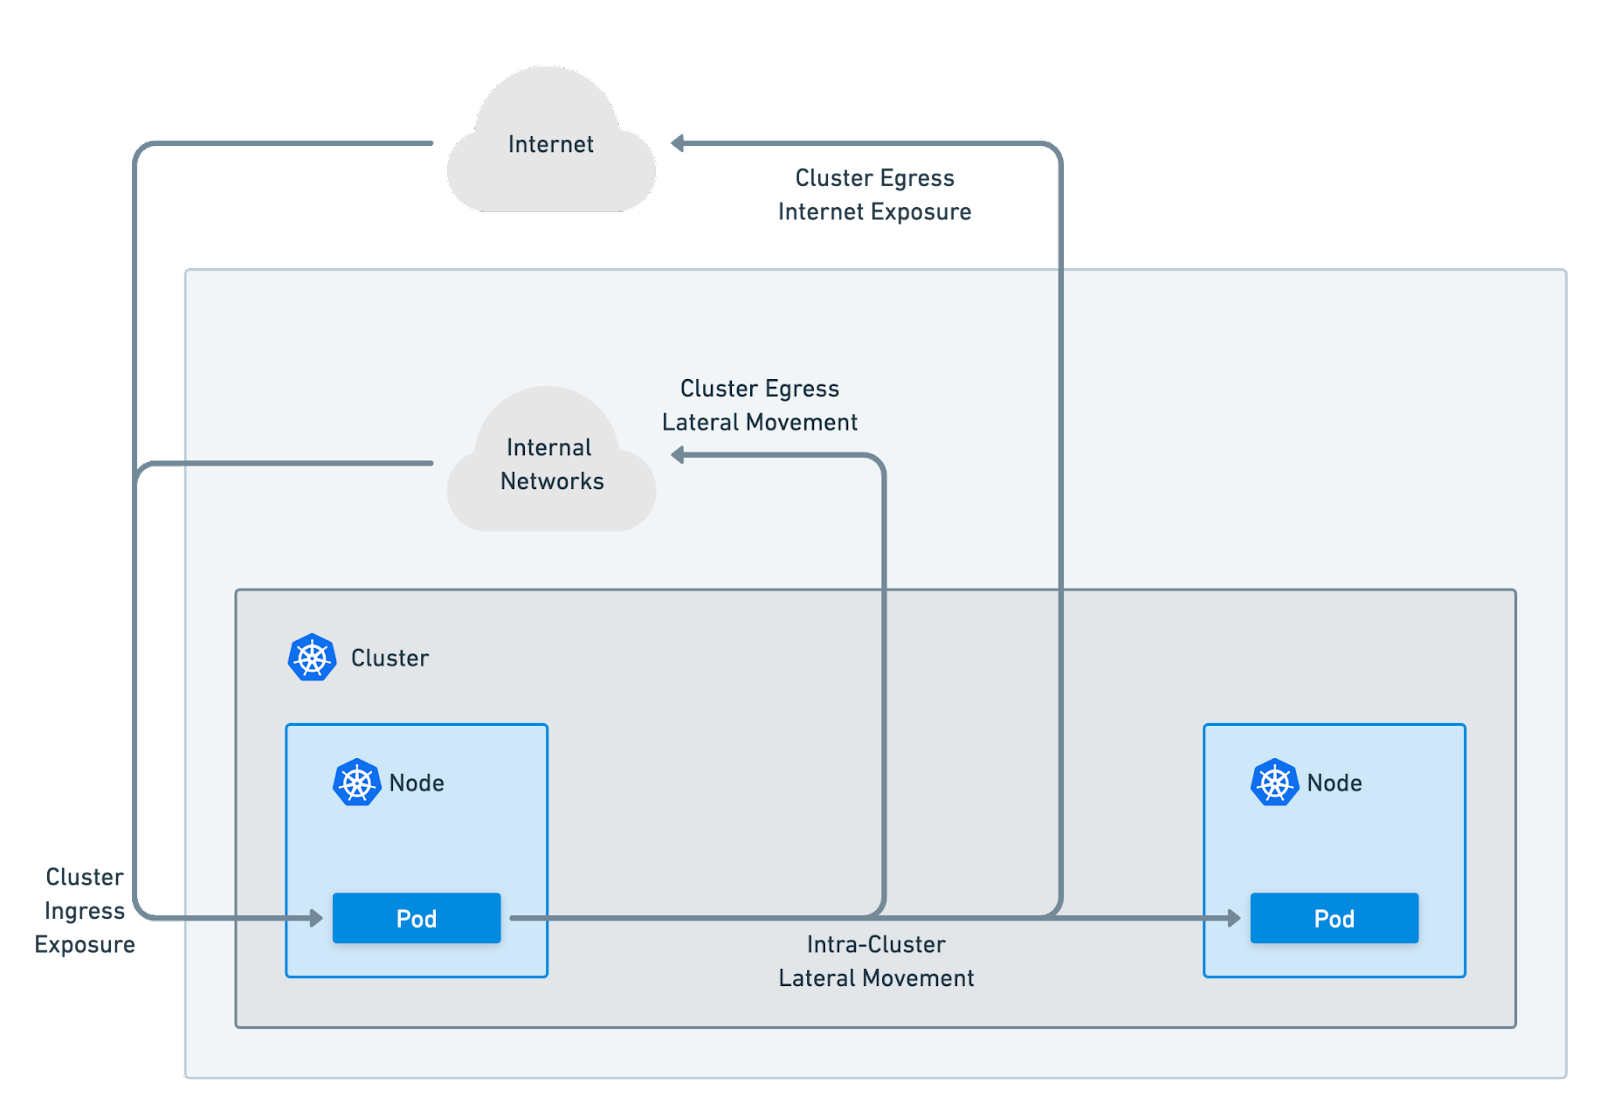 Internet
Cluster Egress
Internet Exposure
Cluster Egress
Lateral Movement
Internal
Networks
Cluster
Node
Node
Cluster
Ingress
Exposure
Pod
Pod
Intra-Cluster
Lateral Movement